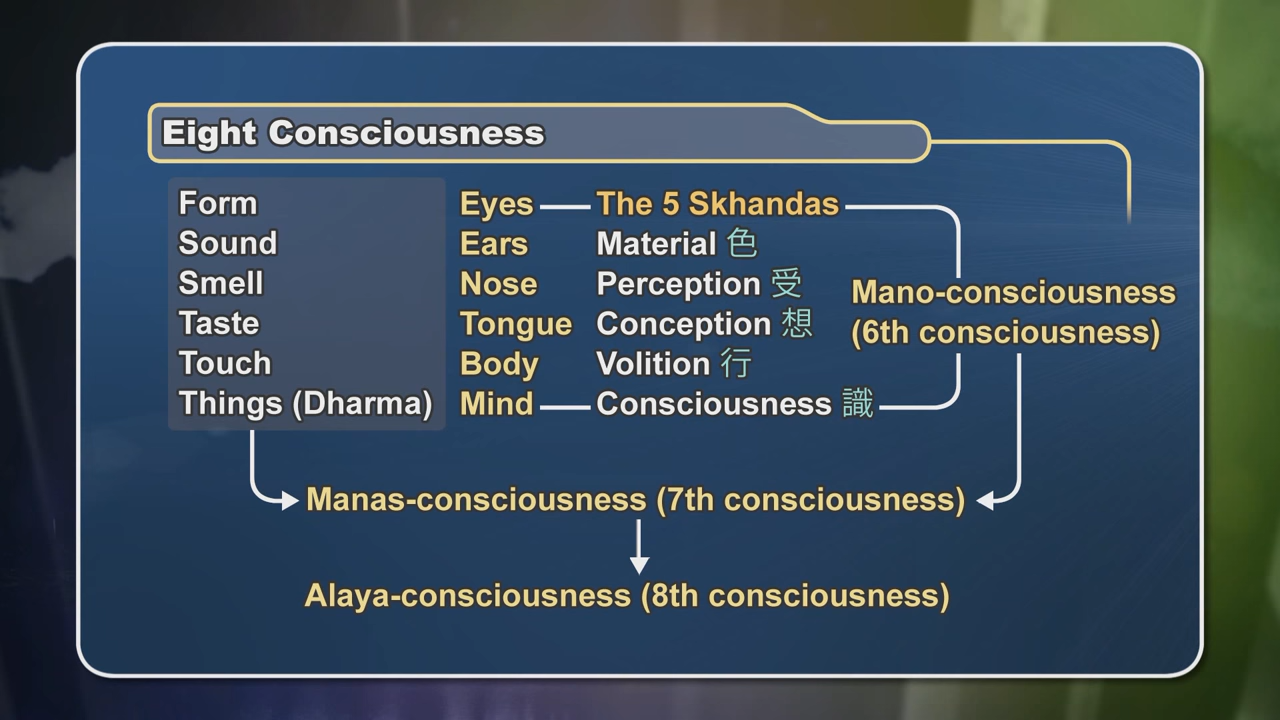 Eight Consciousness
Form Eyes The 5 Skhandas
Sound Ears Material 色
Smell Nose Perception 受
Taste Tongue Conception 想
Touch Body Volition 行
Things (Dharma) Mind Consciousness 識
Mano-consciousness
(6th consciousness)
Manas-consciousness (7th consciousness)
Alaya-consciousness (8th consciousness)